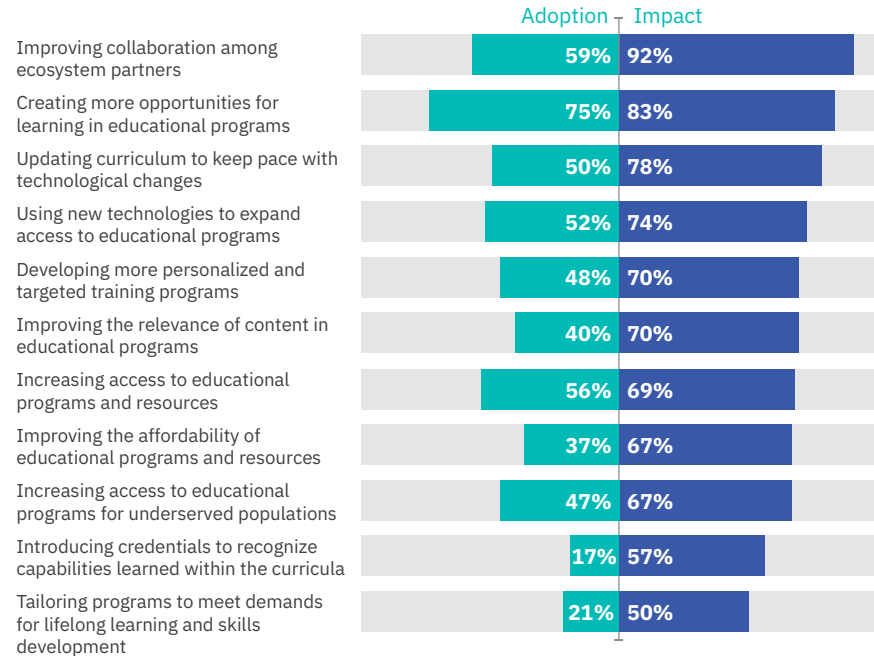 Adoption Impact
Improving collaboration among
ecosystem partners
59% 92%
Creating more opportunities for
learning in educational programs
75% 83%
Updating curriculum to keep pace with
technological changes
50% 78%
Using new technologies to expand
access to educational programs
52% 74%
Developing more personalized and
targeted training programs
48% 70%
Improving the relevance of content in
educational programs
40% 70%
Increasing access to educational
programs and resources
56% 69%
Improving the affordability of
educational programs and resources
37% 67%
Increasing access to educational
programs for underserved populations
47% 67%
Introducing credentials to recognize
capabilities learned within the curricula
17% 57%
Tailoring programs to meet demands
for lifelong learning and skills
development
21% 50%